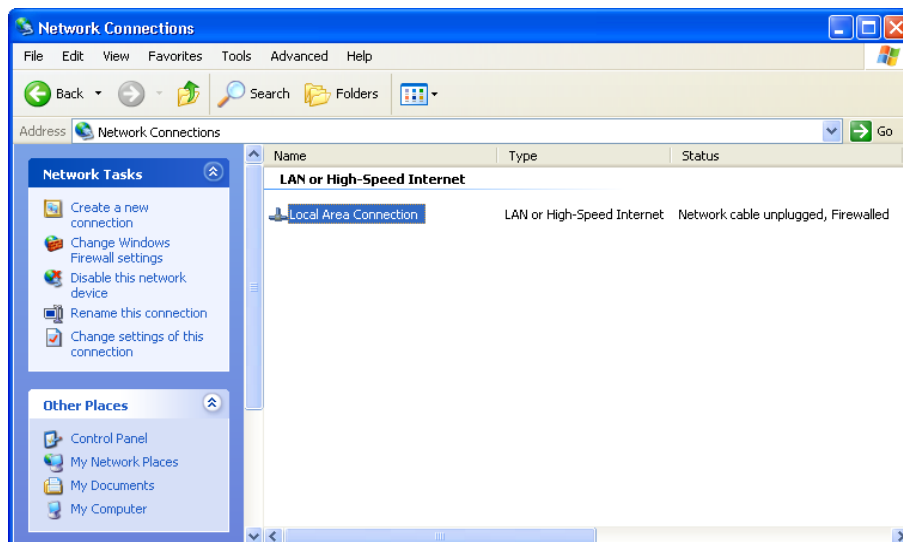 Network Connections
File Edit View Favorites Tools Advanced Help
Back Search Folders
Address Network Connections Go
Network Tasks
Create a new
connection
Change Windows
Firewall settings
Disable this network
device
Rename this connection
Change settings of this
connection
Other Places
Control Panel
My Network Places
My Documents
My Computer
Name Type Status
LAN or High-Speed Internet
Local Area Connection LAN or High-Speed Internet Network cable unplugged, Firewalled